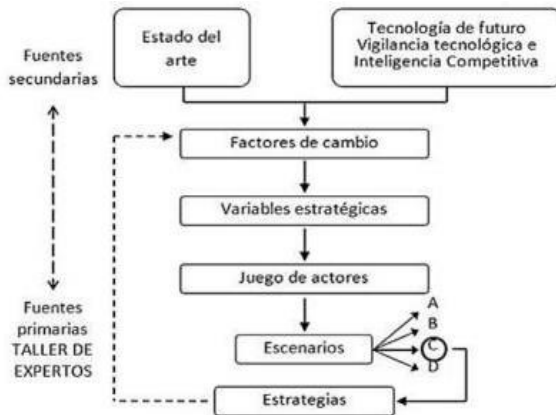 Estado del
arte
Tecnología de futuro
Vigilancia tecnológica e
Inteligencia Competitiva
Fuentes
secundarias
Factores de cambio
Variables estratégicas
Juego de actores
Fuentes
primarias
TALLER DE
EXPERTOS
Escenarios
A
B
C
D
Estrategias